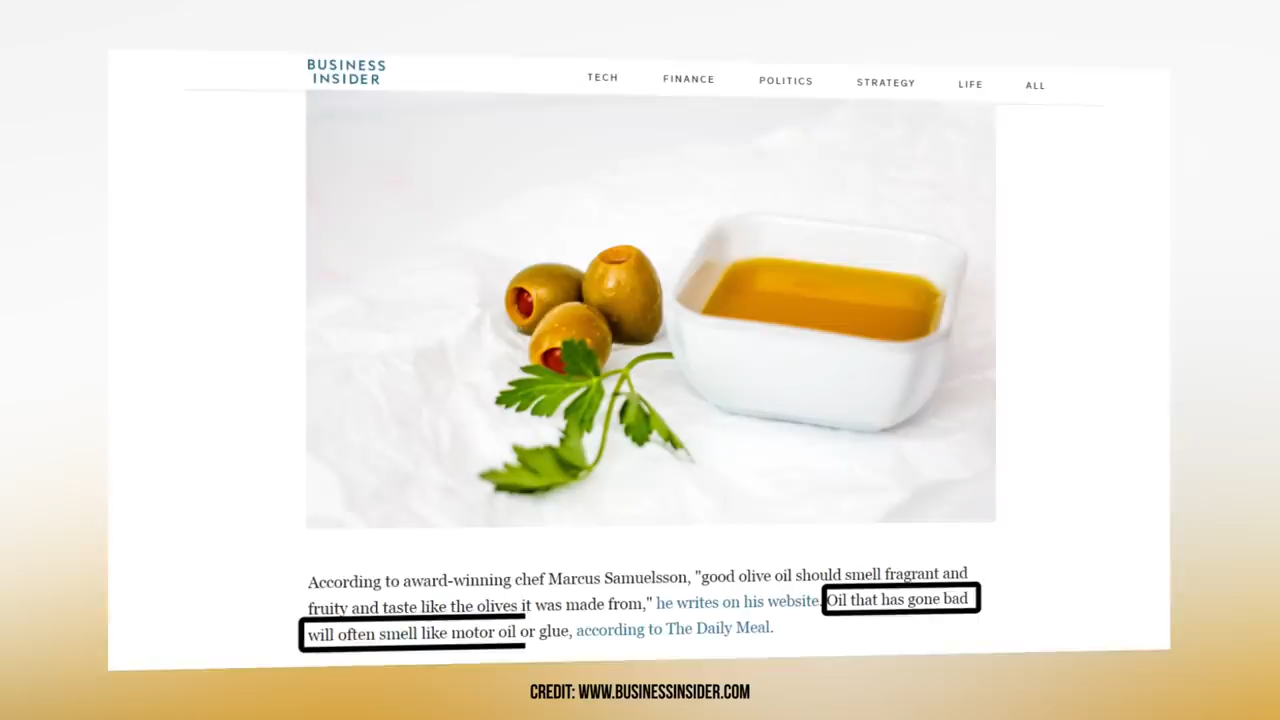 BUSINESS
INSIDER
TECH FINANCE POLITICS STRATEGY LIFE ALL
According to award-winning chef Marcus Samuelsson, "good olive oil should smell fragrant and
fruity and taste like the olives it was made from," he writes on his website. Oil that has gone bad
will often smell like motor oil or glue, according to The Daily Meal.
CREDIT: WWW.BUSINESSINSIDER.COM